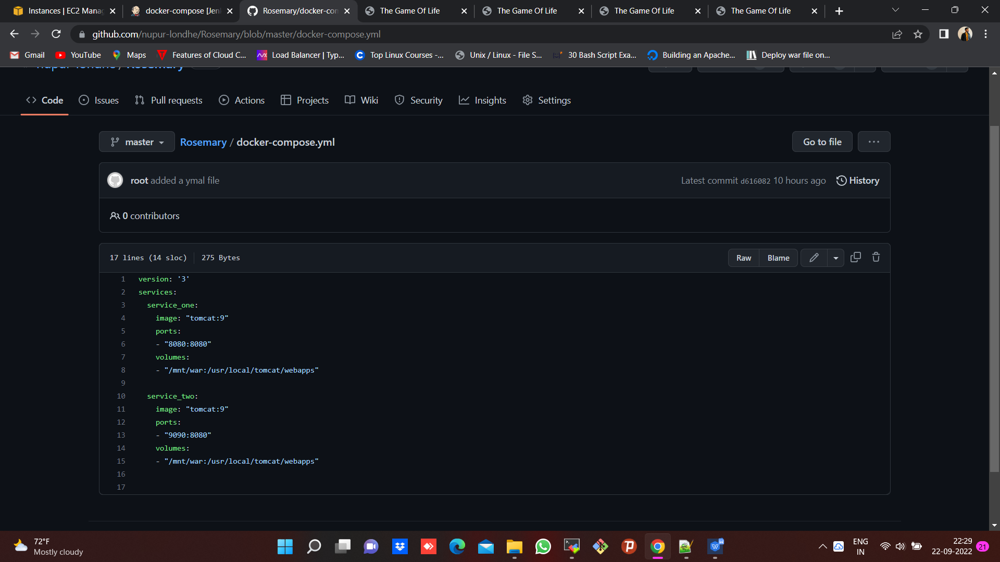 Instances | EC2 Manag
docker-compose [Jen
Rosemary/docker-con
The Game Of Life
The Game Of Life
The Game Of Life
The Game Of Life
github.com/nupur-londhe/Rosemary/blob/master/docker-compose.yml
Gmail
YouTube
Maps
Features of Cloud C...
Load Balancer | Typ...
Top Linux Courses -...
Unix / Linux - File S...
30 Bash Script Exa...
Building an Apache...
Deploy war file on...
nupur-londhe / Rosemary
Code
Issues
Pull requests
Actions
Projects
Wiki
Security
Insights
Settings
master
Rosemary / docker-compose.yml
Go to file
...
root added a ymal file
Latest commit d616082 10 hours ago
History
0 contributors
17 lines (14 sloc)
275 Bytes
Raw
Blame
1 version: '3'
2 services:
3 service_one:
4 image: "tomcat:9"
5 ports:
6 - "8080:8080"
7 volumes:
8 - "/mnt/war:/usr/local/tomcat/webapps"
9
10 service_two:
11 image: "tomcat:9"
12 ports:
13 - "9090:8080"
14 volumes:
15 - "/mnt/war:/usr/local/tomcat/webapps"
16
17
72°F
Mostly cloudy
ENG
IN
22:29
22-09-2022
21